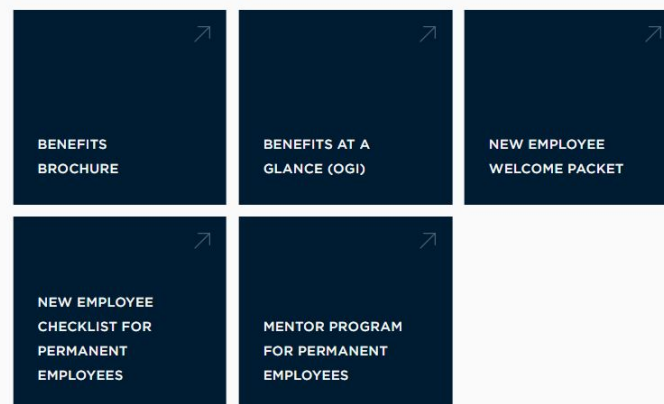 BENEFITS
BROCHURE
BENEFITS AT A
GLANCE (OGI)
NEW EMPLOYEE
WELCOME PACKET
NEW EMPLOYEE
CHECKLIST FOR
PERMANENT
EMPLOYEES
MENTOR PROGRAM
FOR PERMANENT
EMPLOYEES